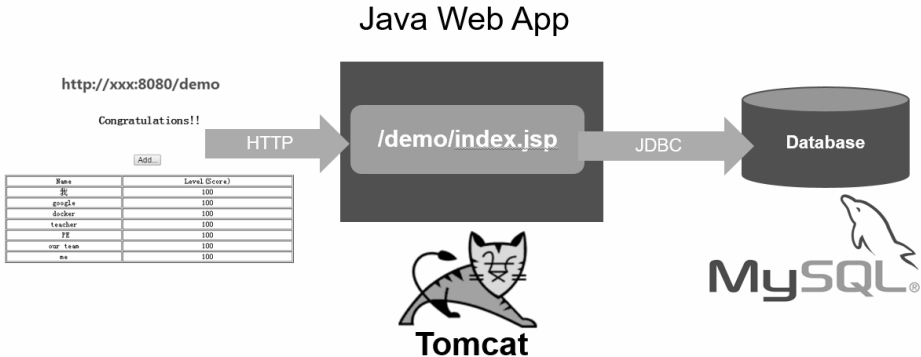 Java Web App
http://xxx:8080/demo
Congratulations!!
Add...
Name Level(Score)
我 100
google 100
docker 100
teacher 100
PE 100
our team 100
me 100
HTTP
/demo/index.jsp
JDBC
Database
Tomcat
MySQL®